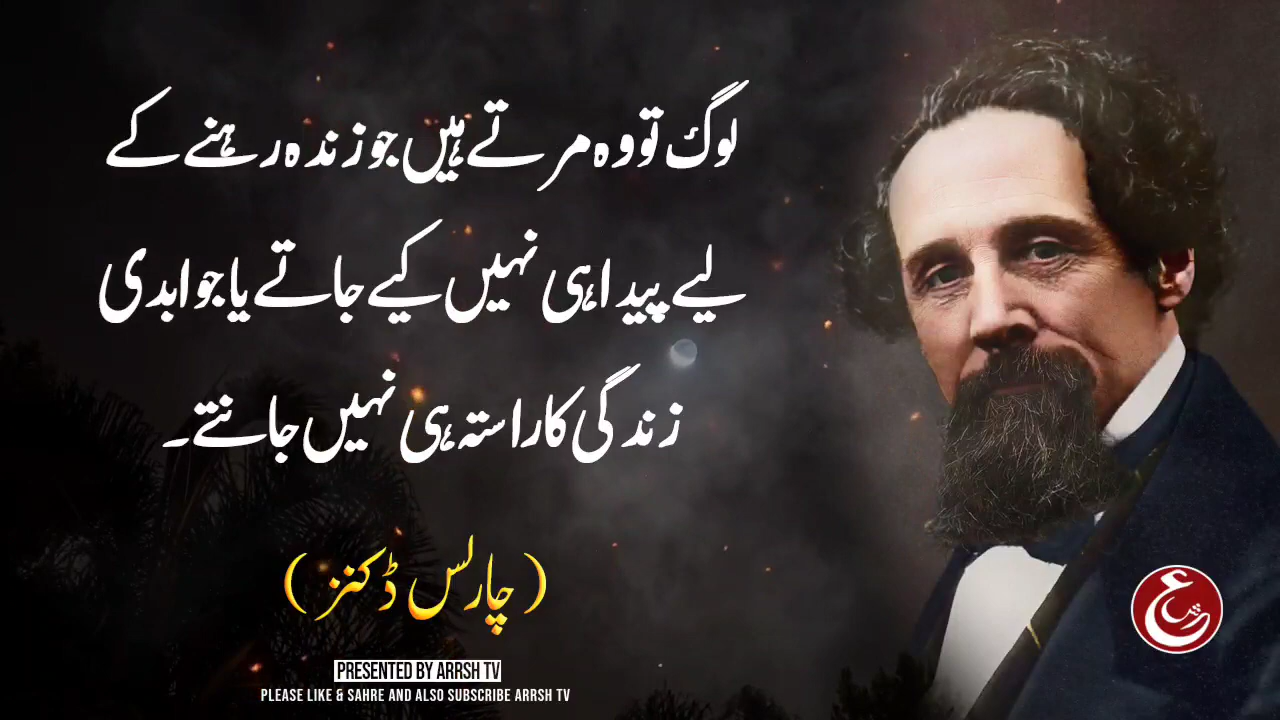 لوگ تو وہ مرتے ہیں جو زندہ رہنے کے
لیے پیدا ہی نہیں کیے جاتے یا جو ابدی
زندگی کا راستہ ہی نہیں جانتے۔
( چارلس ڈکنز )
PRESENTED BY ARRSH TV
PLEASE LIKE & SAHRE AND ALSO SUBSCRIBE ARRSH TV
عرش